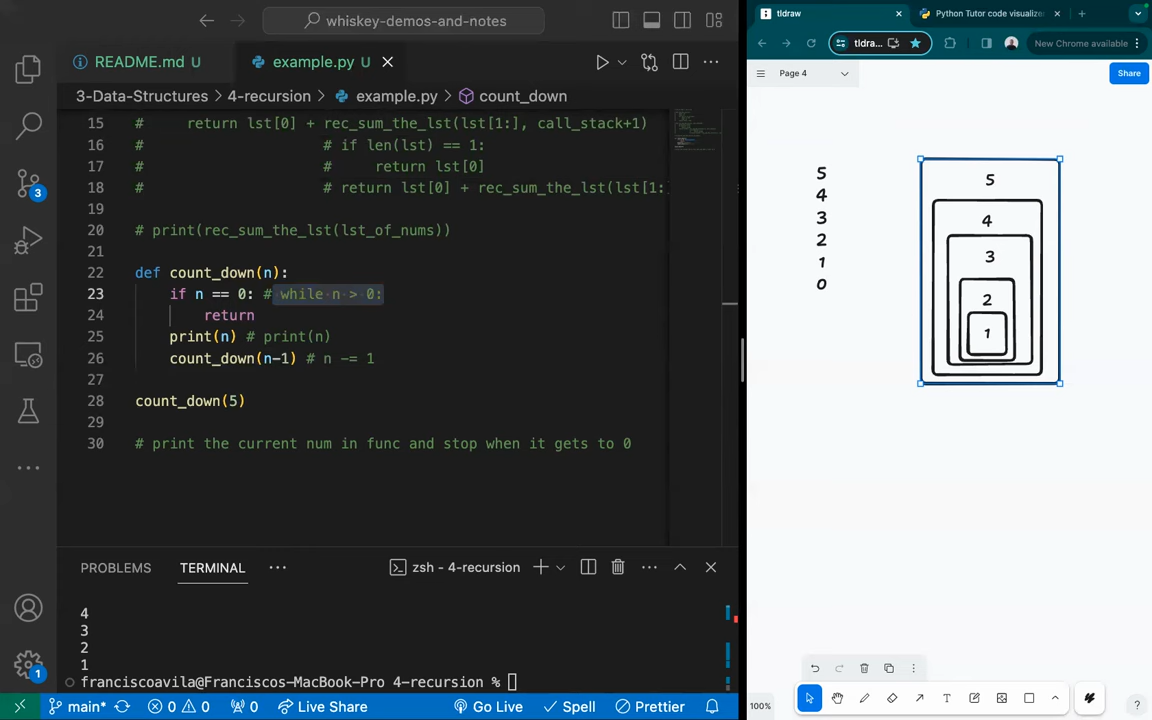 whiskey-demos-and-notes
README.md U
example.py U
3-Data-Structures > 4-recursion > example.py > count_down
15 #     return lst[0] + rec_sum_the_lst(lst[1:], call_stack+1)
16 #                     # if len(lst) == 1:
17 #                     #     return lst[0]
18 #                     # return lst[0] + rec_sum_the_lst(lst[1:]
19
20 # print(rec_sum_the_lst(lst_of_nums))
21
22 def count_down(n):
23     if n == 0: # while n > 0:
24         return
25     print(n) # print(n)
26     count_down(n-1) # n -= 1
27
28 count_down(5)
29
30 # print the current num in func and stop when it gets to 0
PROBLEMS
TERMINAL
zsh - 4-recursion
4
3
2
1
franciscoavila@Franciscos-MacBook-Pro 4-recursion %
3
1
main*
0
0
0
Live Share
Go Live
Spell
Prettier
tldraw
Python Tutor code visualize
tldraw...
New Chrome available
Page 4
Share
5
4
3
2
1
0
5
4
3
2
1
100%
?